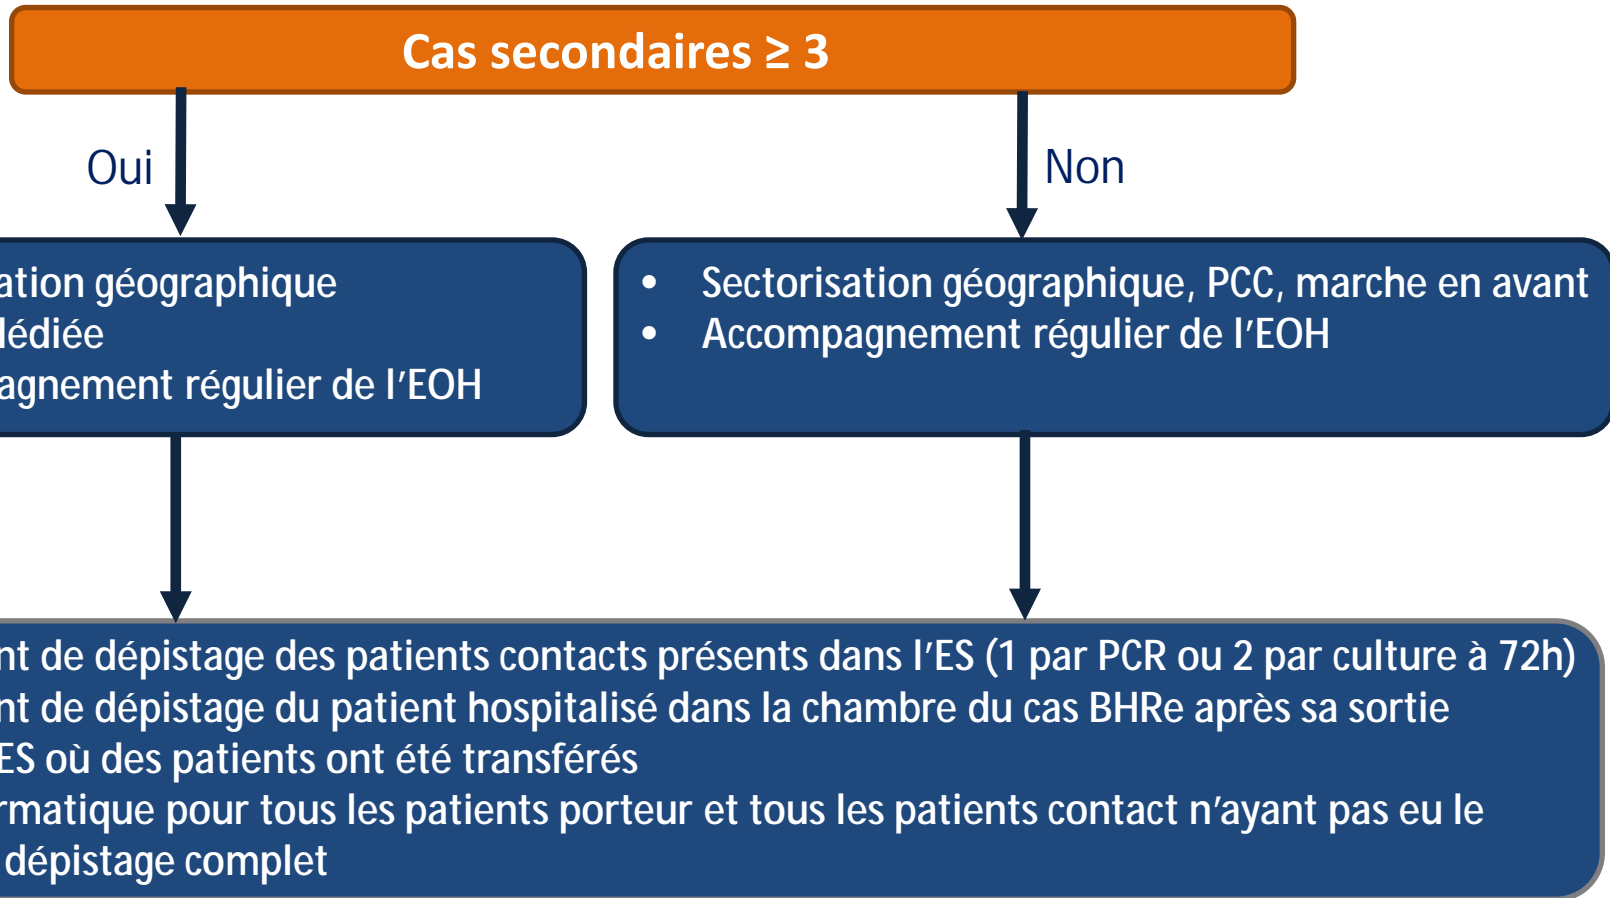 Cas secondaires ≥ 3
Oui
Non
ation géographique
dédiée
agnement régulier de l'EOH
• Sectorisation géographique, PCC, marche en avant
• Accompagnement régulier de l'EOH
nt de dépistage des patients contacts présents dans l'ES (1 par PCR ou 2 par culture à 72h)
nt de dépistage du patient hospitalisé dans la chambre du cas BHRe après sa sortie
ES où des patients ont été transférés
rmatique pour tous les patients porteur et tous les patients contact n'ayant pas eu le
dépistage complet